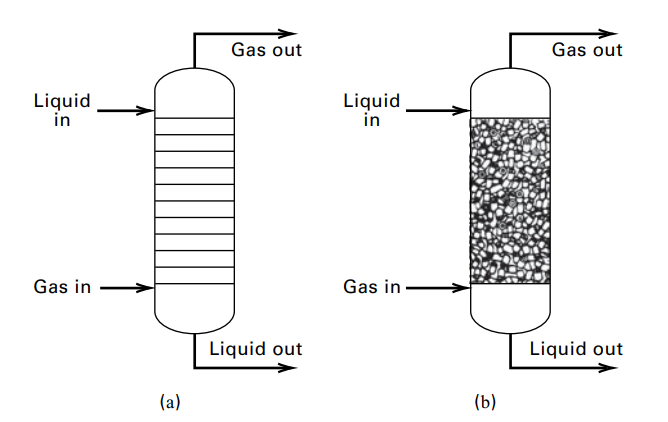 Gas out
Liquid
in
Gas in
Liquid out
(a)
Gas out
Liquid
in
Gas in
Liquid out
(b)